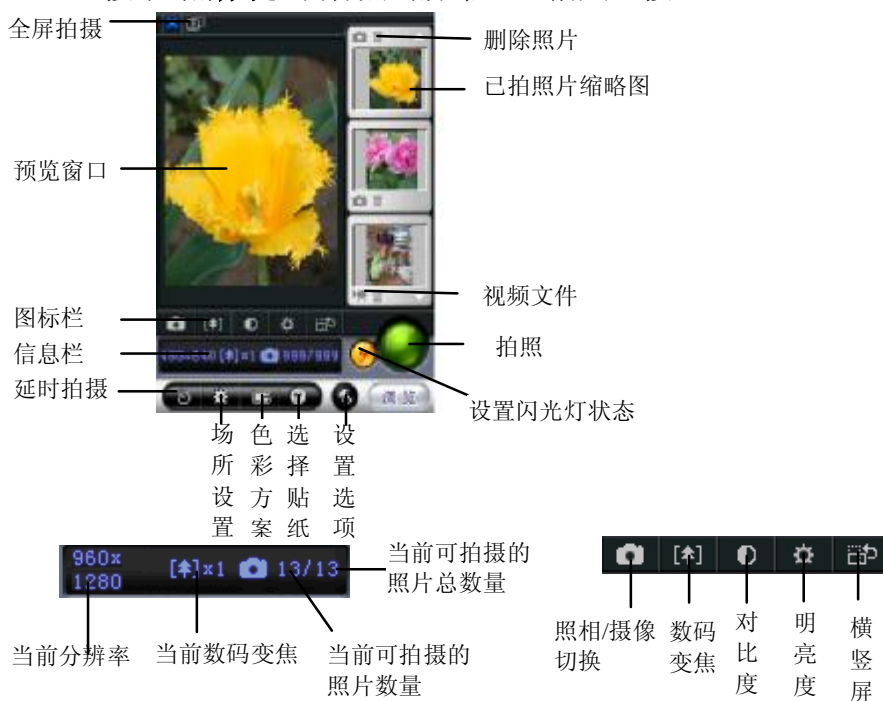 全屏拍摄
删除照片
已拍照片缩略图
预览窗口
视频文件
图标栏
拍照
信息栏
999/999
延时拍摄
浏览
设置闪光灯状态
场所设置
色彩方案
选择贴纸
设置选项
960x
1280
[ ]x1
13/13
当前可拍摄的
照片总数量
当前分辨率
当前数码变焦
当前可拍摄的
照片数量
照相/摄像
切换
数码
变焦
对比度
明亮度
横竖屏